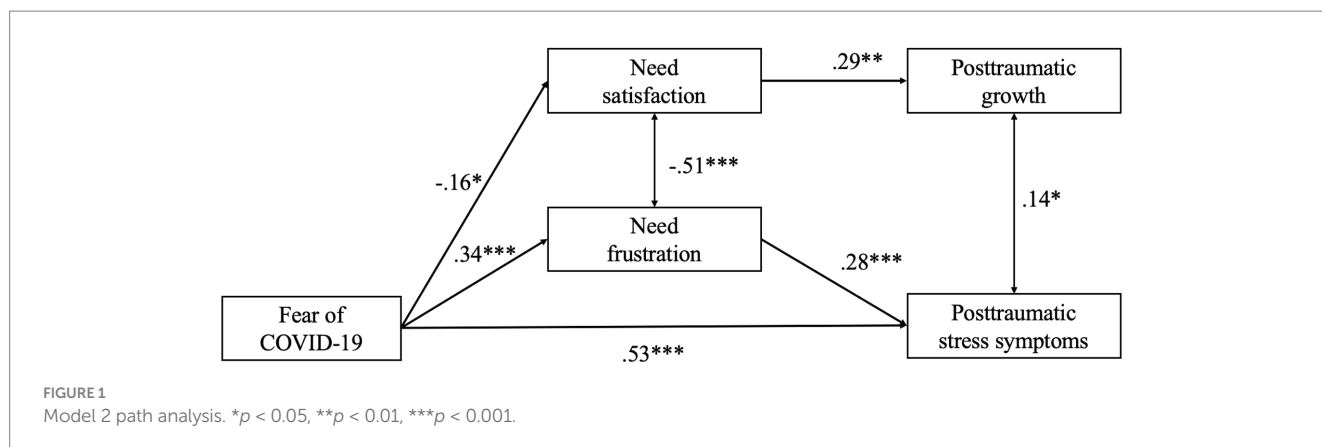 Need
satisfaction
.29**
Posttraumatic
growth
-.16*
-.51***
.14*
.34***
Need
frustration
.28***
Fear of
COVID-19
.53***
Posttraumatic
stress symptoms
FIGURE 1
Model 2 path analysis. *p < 0.05, **p < 0.01, ***p < 0.001.